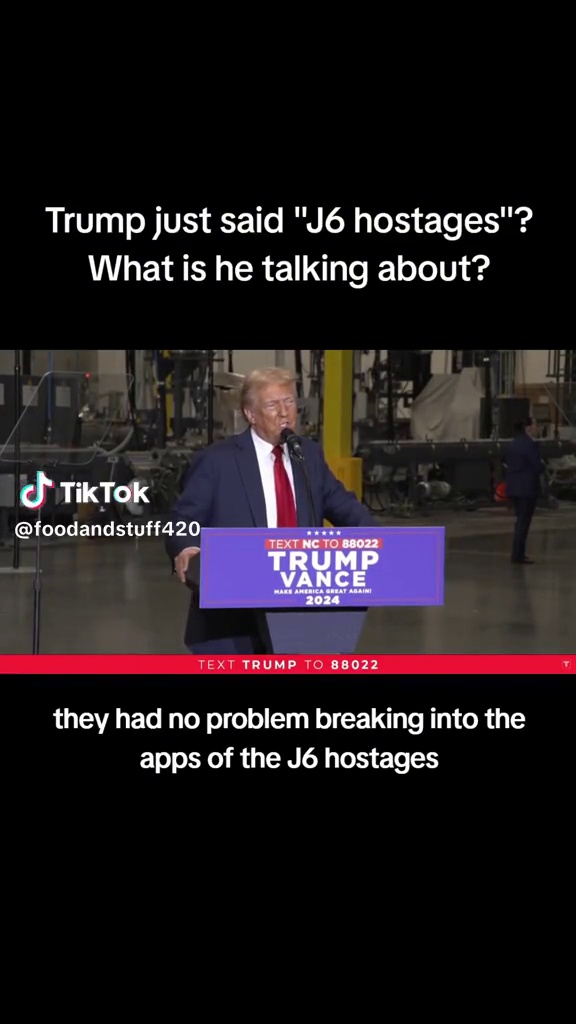 Trump just said "J6 hostages"?
What is he talking about?
TikTok
@foodandstuff420
TEXT NC TO 88022
TRUMP
VANCE
MAKE AMERICA GREAT AGAIN!
2024
TEXT TRUMP TO 88022
T
they had no problem breaking into the
apps of the J6 hostages